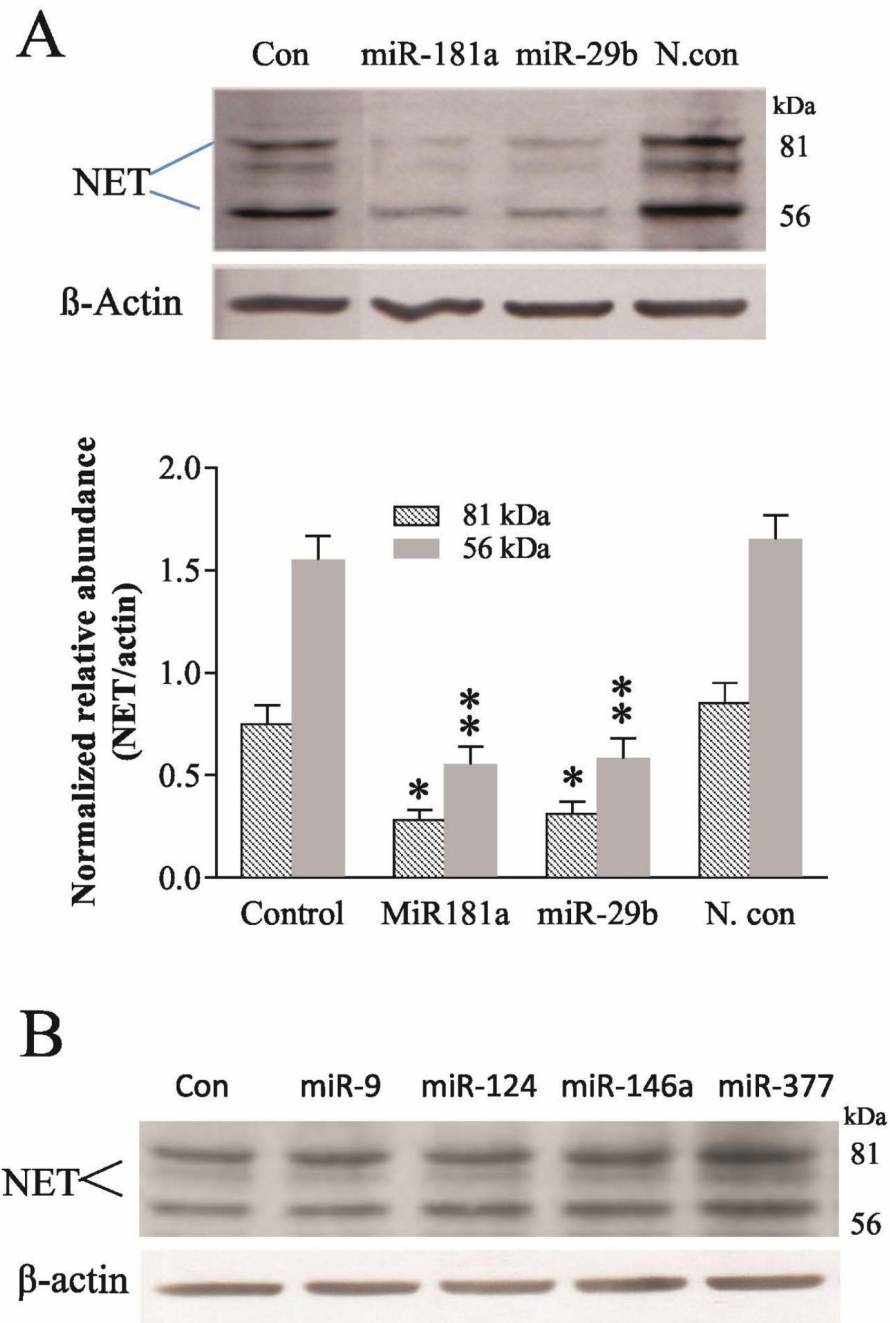 A
Con miR-181a miR-29b N.con
kDa
81
NET
56
ß-Actin
Normalized relative abundance
(NET/actin)
2.0
1.5
1.0
0.5
0.0
81 kDa
56 kDa
*
**
*
**
Control MiR181a miR-29b N. con
B
Con miR-9 miR-124 miR-146a miR-377
kDa
81
NET
56
β-actin